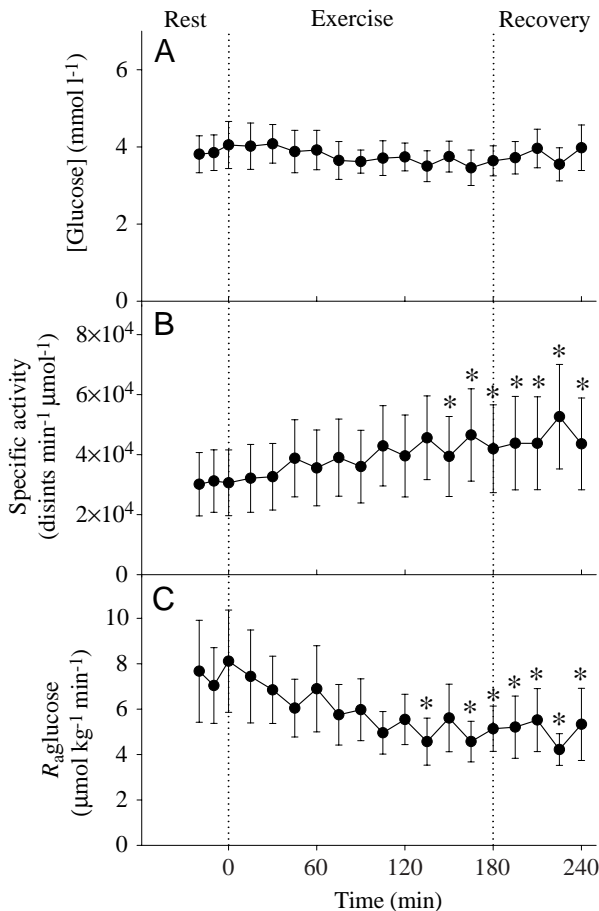 Rest Exercise Recovery
A
[Glucose] (mmol l-1)
6
4
2
0
B
Specific activity
(disints min-1 μmol-1)
8×10⁴
6×10⁴
4×10⁴
2×10⁴
0
* * * * * * *
C
Raglucose
(μmol kg-1 min-1)
10
8
6
4
2
0
* * * * * * *
0 60 120 180 240
Time (min)